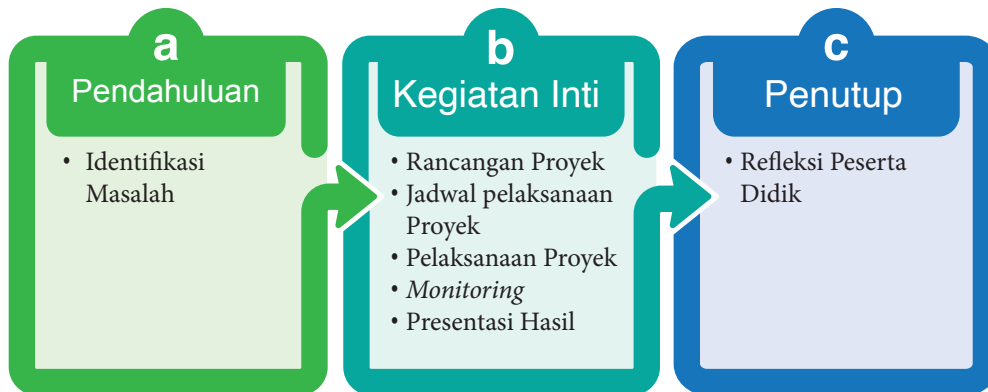 a
Pendahuluan
• Identifikasi
Masalah
b
Kegiatan Inti
• Rancangan Proyek
• Jadwal pelaksanaan
Proyek
• Pelaksanaan Proyek
• Monitoring
• Presentasi Hasil
c
Penutup
• Refleksi Peserta
Didik